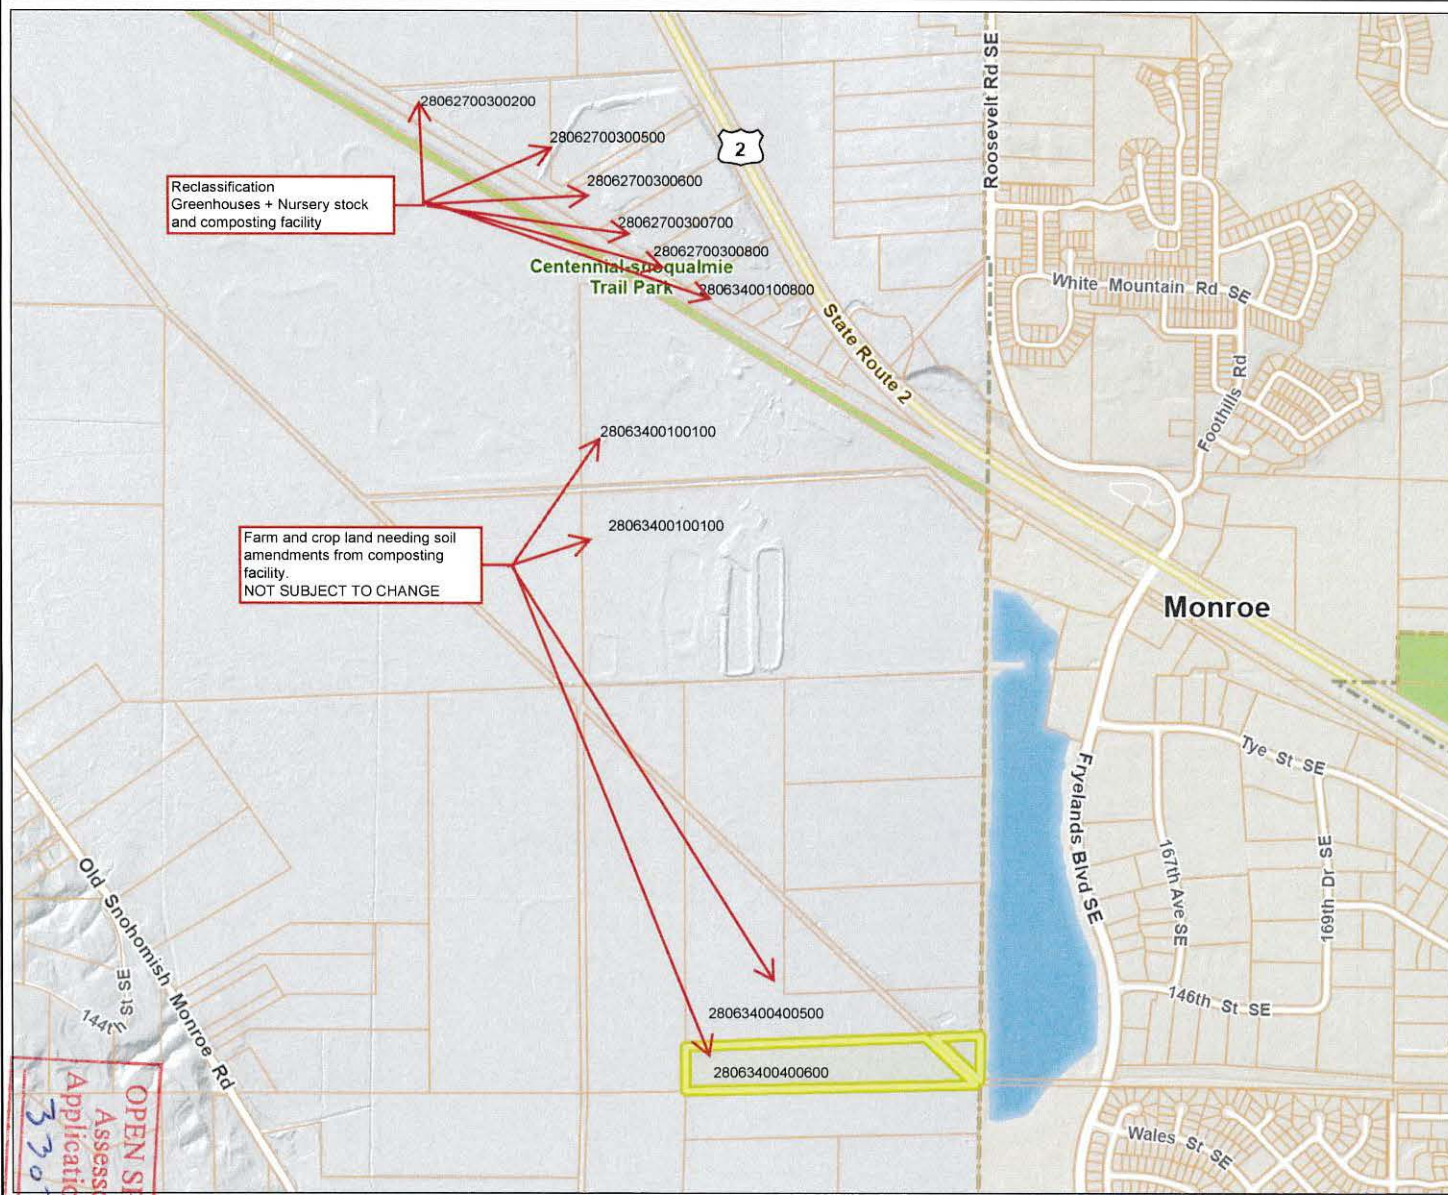 28062700300200
28062700300500
28062700300600
28062700300700
28062700300800
28063400100800
Reclassification
Greenhouses + Nursery stock
and composting facility
Centennial-snoqualmie
Trail Park
2
Roosevelt Rd SE
White Mountain Rd SE
State Route 2
Foothills Rd
28063400100100
28063400100100
Farm and crop land needing soil
amendments from composting
facility.
NOT SUBJECT TO CHANGE
Monroe
Tye St SE
Fryelands Blvd SE
167th Ave SE
169th Dr SE
146th St SE
Old Snohomish Monroe Rd
144th
St SE
28063400400500
28063400400600
Wales St SE
OPEN